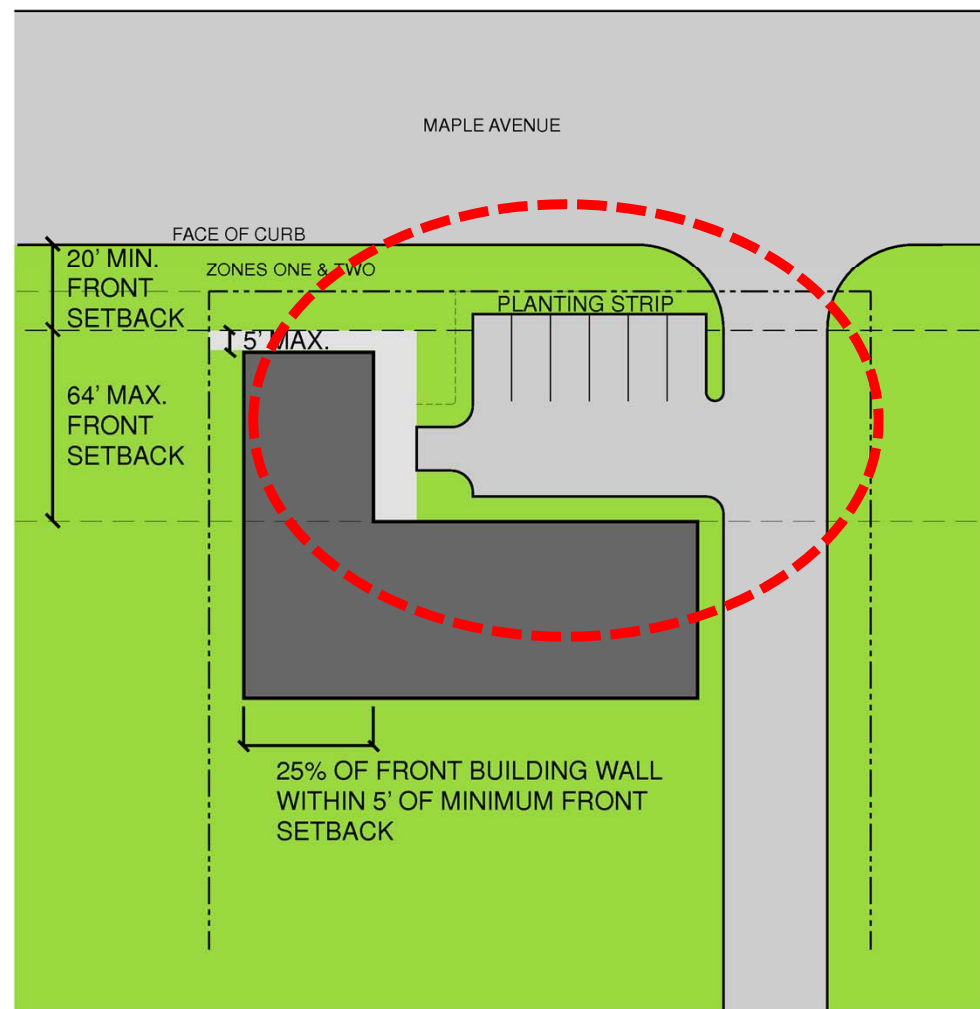 MAPLE AVENUE
FACE OF CURB
20’ MIN.
FRONT
SETBACK
ZONES ONE & TWO
PLANTING STRIP
5’ MAX.
64’ MAX.
FRONT
SETBACK
25% OF FRONT BUILDING WALL
WITHIN 5’ OF MINIMUM FRONT
SETBACK